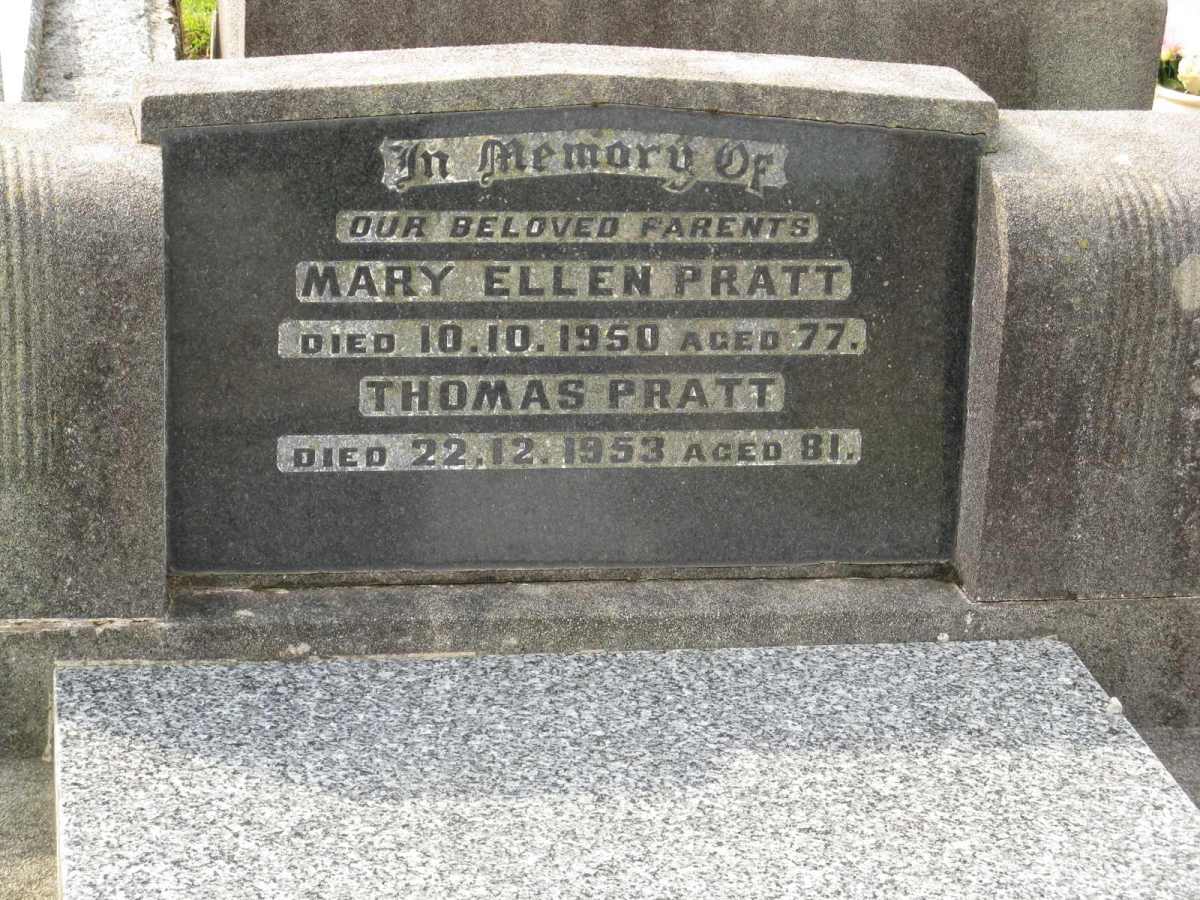 In Memory Of
OUR BELOVED PARENTS
MARY ELLEN PRATT
DIED 10.10.1950 AGED 77.
THOMAS PRATT
DIED 22.12.1953 AGED 81.